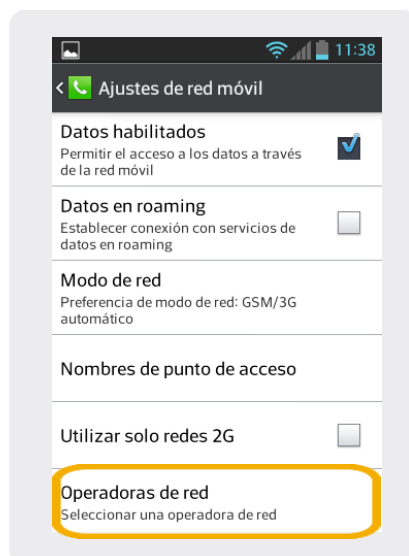 11:38
Ajustes de red móvil
Datos habilitados
Permitir el acceso a los datos a través
de la red móvil
Datos en roaming
Establecer conexión con servicios de
datos en roaming
Modo de red
Preferencia de modo de red: GSM/3G
automático
Nombres de punto de acceso
Utilizar solo redes 2G
Operadoras de red
Seleccionar una operadora de red